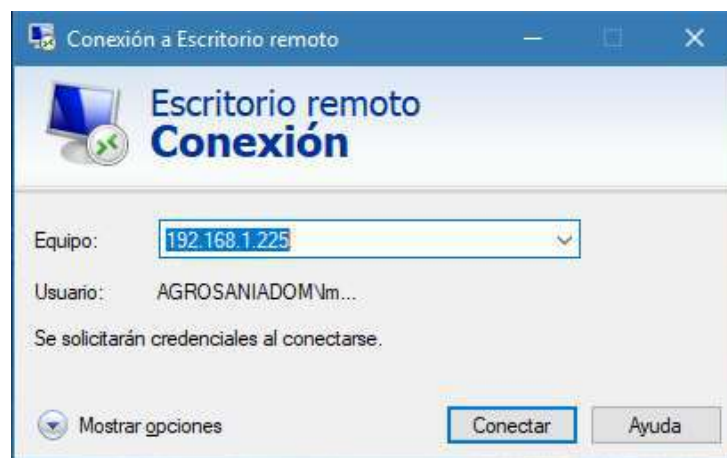 Conexión a Escritorio remoto
Escritorio remoto
Conexión
Equipo: 192.168.1.225
Usuario: AGROSANIADOM\lm...
Se solicitarán credenciales al conectarse.
Mostrar opciones Conectar Ayuda